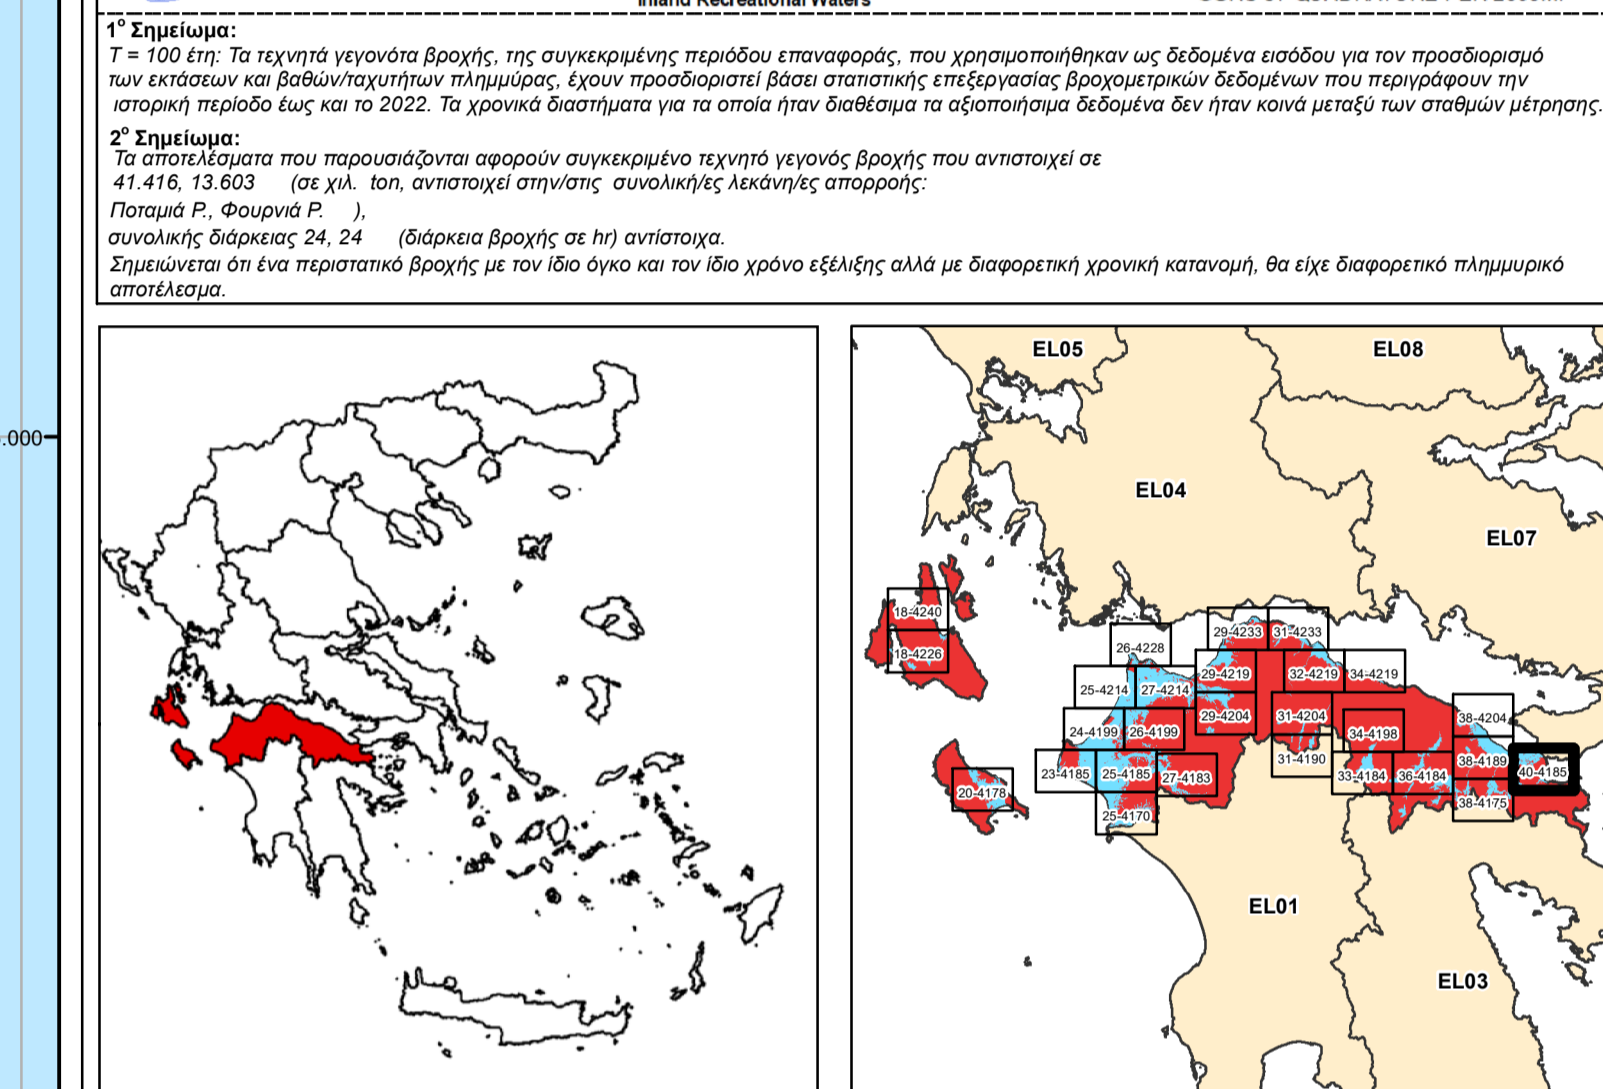 Inland Recreational Waters
1º Σημείωμα:
T = 100 έτη: Τα τεχνητά γεγονότα βροχής, της συγκεκριμένης περιόδου επαναφοράς, που χρησιμοποιήθηκαν ως δεδομένα εισόδου για τον προσδιορισμό
των εκτάσεων και βαθών/ταχυτήτων πλημμύρας, έχουν προσδιοριστεί βάσει στατιστικής επεξεργασίας βροχομετρικών δεδομένων που περιγράφουν την
ιστορική περίοδο έως και το 2022. Τα χρονικά διαστήματα για τα οποία ήταν διαθέσιμα τα αξιοποιήσιμα δεδομένα δεν ήταν κοινά μεταξύ των σταθμών μέτρησης.
2º Σημείωμα:
Τα αποτελέσματα που παρουσιάζονται αφορούν συγκεκριμένο τεχνητό γεγονός βροχής που αντιστοιχεί σε
41.416, 13.603 (σε χιλ. ton, αντιστοιχεί στην/στις συνολική/ες λεκάνη/ες απορροής:
Ποταμιά Ρ., Φουρνιά Ρ. ),
συνολικής διάρκειας 24, 24 (διάρκεια βροχής σε hr) αντίστοιχα.
Σημειώνεται ότι ένα περιστατικό βροχής με τον ίδιο όγκο και τον ίδιο χρόνο εξέλιξης αλλά με διαφορετική χρονική κατανομή, θα είχε διαφορετικό πλημμυρικό
αποτέλεσμα.
.000
EL05
EL08
EL04
EL07
18-4240
18-4226
29-4233
31-4233
26-4228
29-4219
32-4219
34-4219
25-4214
27-4214
29-4204
31-4204
38-4204
24-4199
26-4199
34-4198
31-4190
38-4189
23-4185
25-4185
27-4183
33-4184
36-4184
40-4185
20-4178
38-4175
25-4170
EL01
EL03